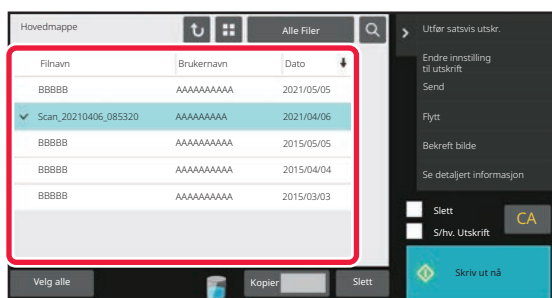 Hovedmappe
Alle Filer
Filnavn Brukernavn Dato
BBBBB AAAAAAAAAA 2021/05/05
Scan_20210406_085320 AAAAAAAAA 2021/04/06
BBBBB AAAAAAAAAA 2015/05/05
BBBBB AAAAAAAAAA 2015/04/04
BBBBB AAAAAAAAAA 2015/03/03
Velg alle
Kopier
Slett
Utfør satsvis utskr.
Endre innstilling
til utskrift
Send
Flytt
Bekreft bilde
Se detaljert informasjon
Slett
S/hv. Utskrift
CA
Skriv ut nå